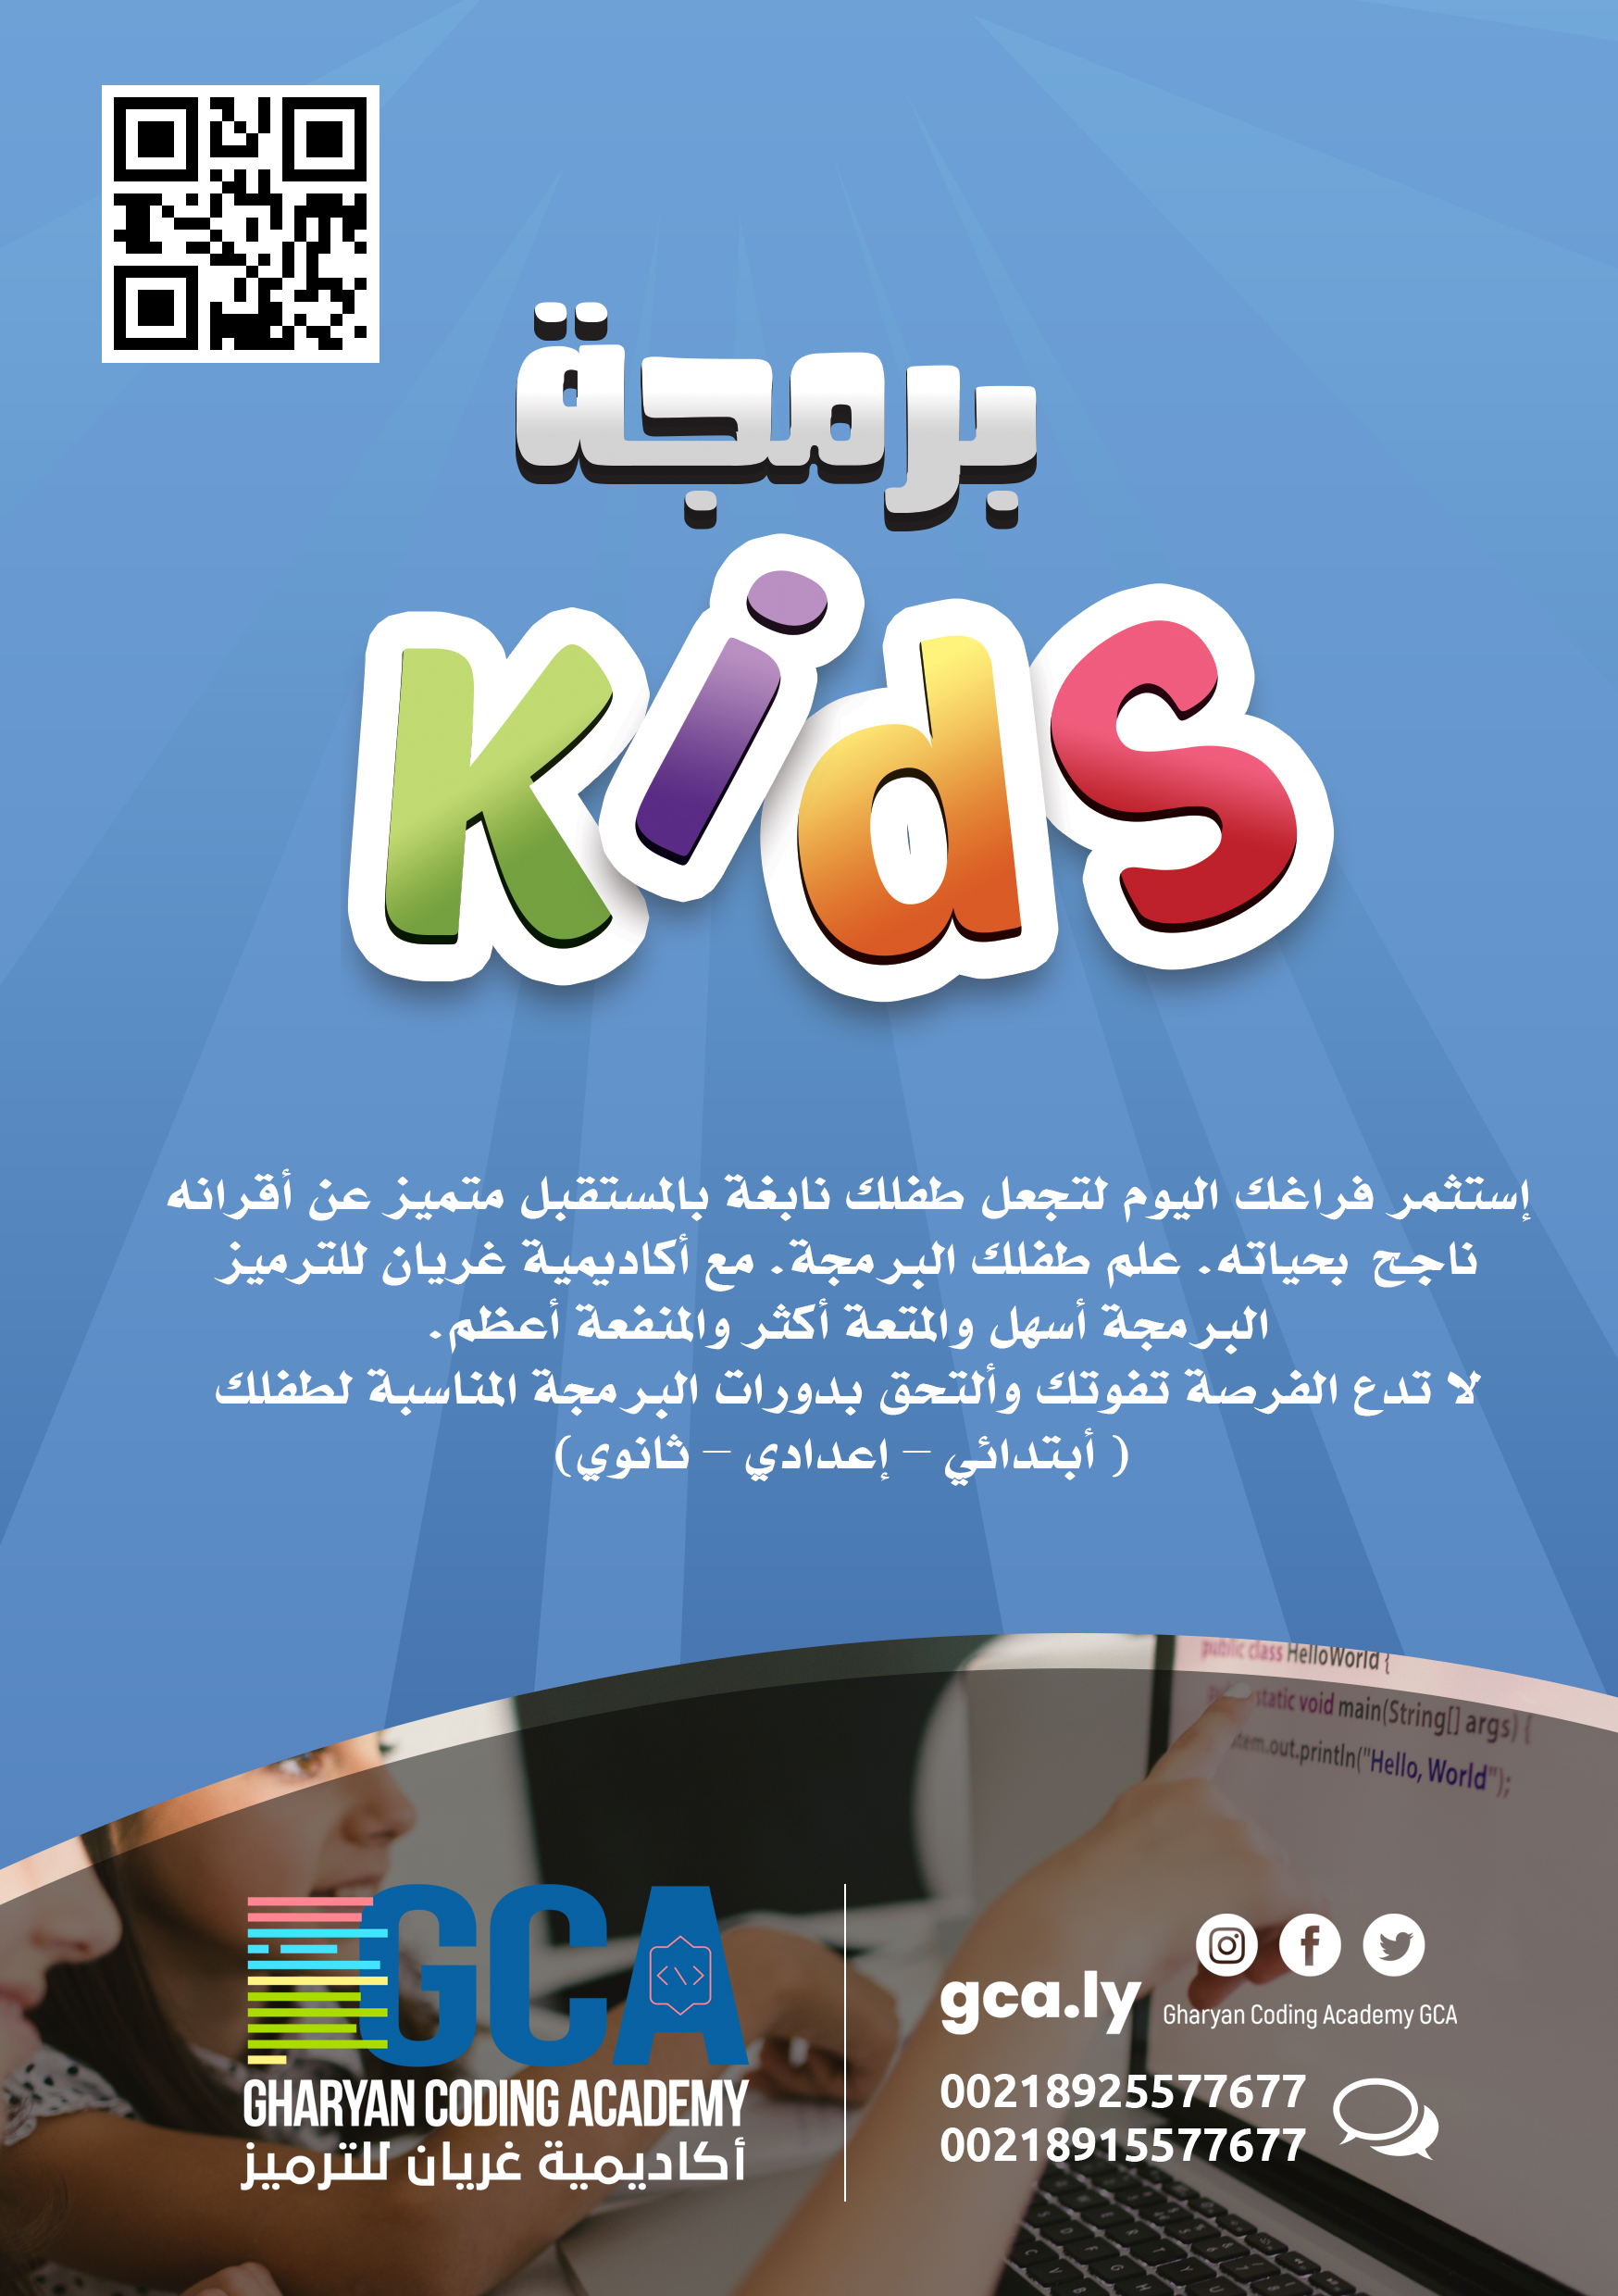 برمجة
Kids
إستثمر فراغك اليوم لتجعل طفلك نابغة بالمستقبل متميز عن أقرانه
ناجح بحياته. علم طفلك البرمجة. مع أكاديمية غريان للترميز
البرمجة أسهل والمتعة أكثر والمنفعة أعظم.
لا تدع الفرصة تفوتك وألتحق بدورات البرمجة المناسبة لطفلك
( أبتدائي – إعدادي – ثانوي)
public class HelloWorld {
static void main(String[] args) {
tem.out.println("Hello, World");
GCA
GHARYAN CODING ACADEMY
أكاديمية غريان للترميز
gca.ly
Gharyan Coding Academy GCA
00218925577677
00218915577677